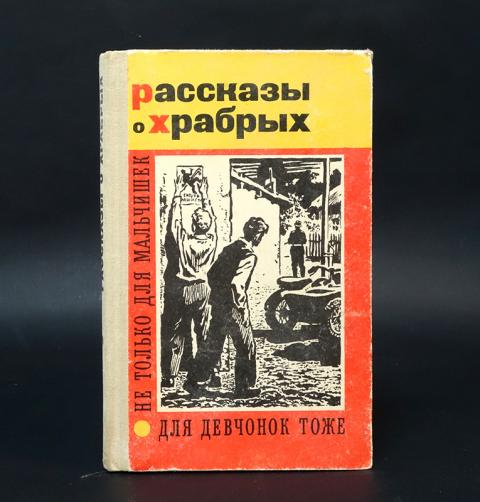 рассказы
о храбрых
НЕ ТОЛЬКО ДЛЯ МАЛЬЧИШЕК
ДЛЯ ДЕВЧОНОК ТОЖЕ